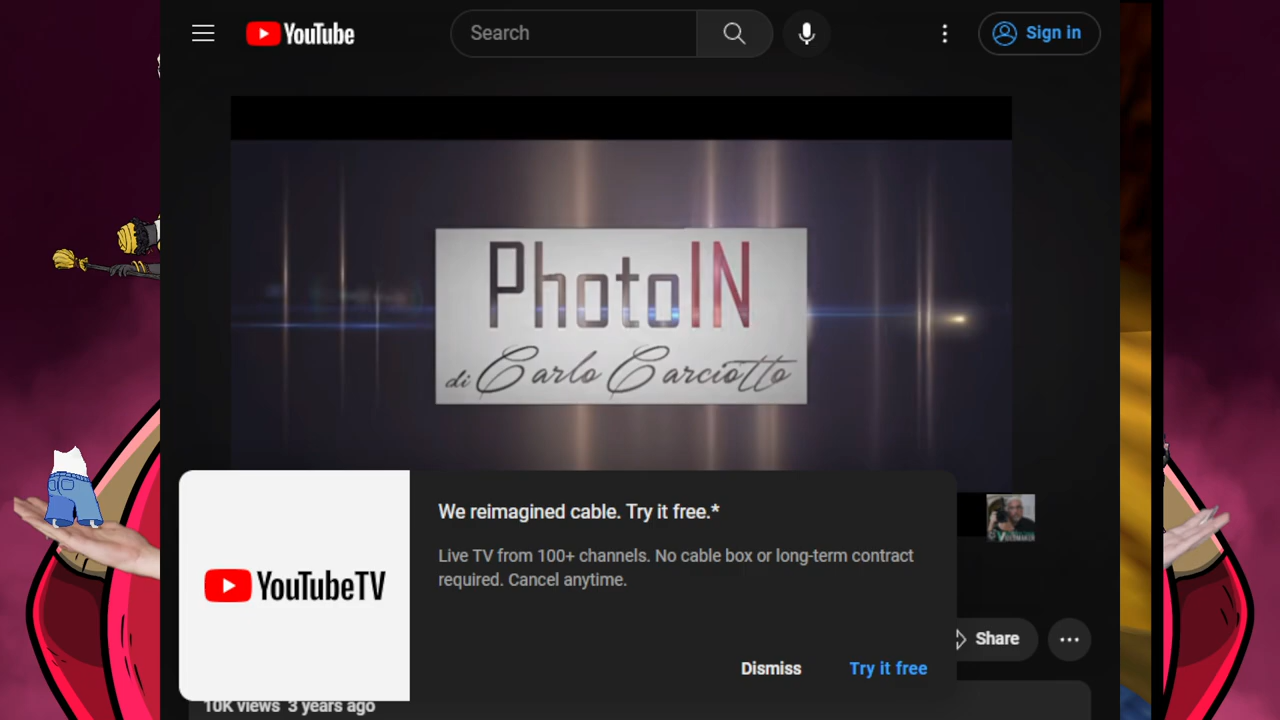 YouTube
Search
Sign in
PhotoIN
di Carlo Carciotto
We reimagined cable. Try it free.*
Live TV from 100+ channels. No cable box or long-term contract
required. Cancel anytime.
YouTubeTV
Share
Dismiss
Try it free
10K views 3 years ago